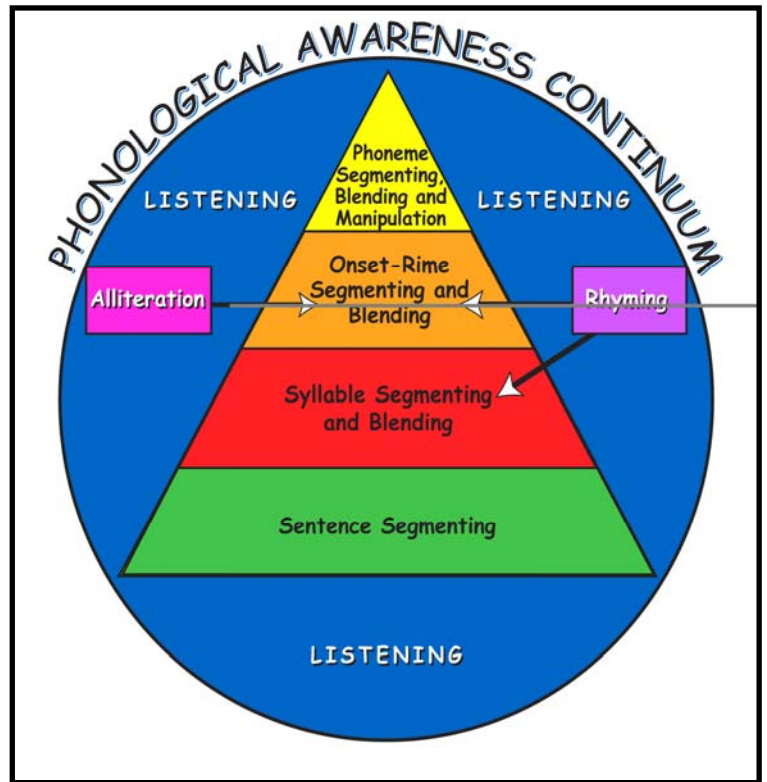 PHONOLOGICAL AWARENESS CONTINUUM
Phoneme
Segmenting,
Blending and
Manipulation
LISTENING
LISTENING
Alliteration
Onset-Rime
Segmenting and
Blending
Rhyming
Syllable Segmenting
and Blending
Sentence Segmenting
LISTENING